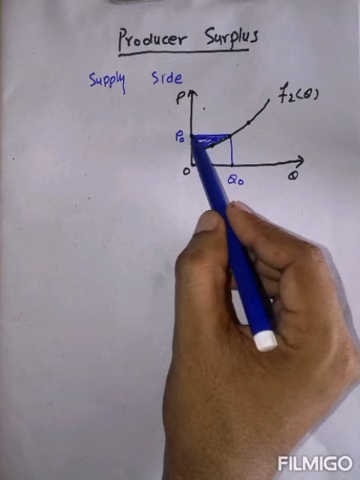 Producer Surplus
Supply Side
P
f₂(Q)
P₀
O
Q₀
Q
FILMIGO